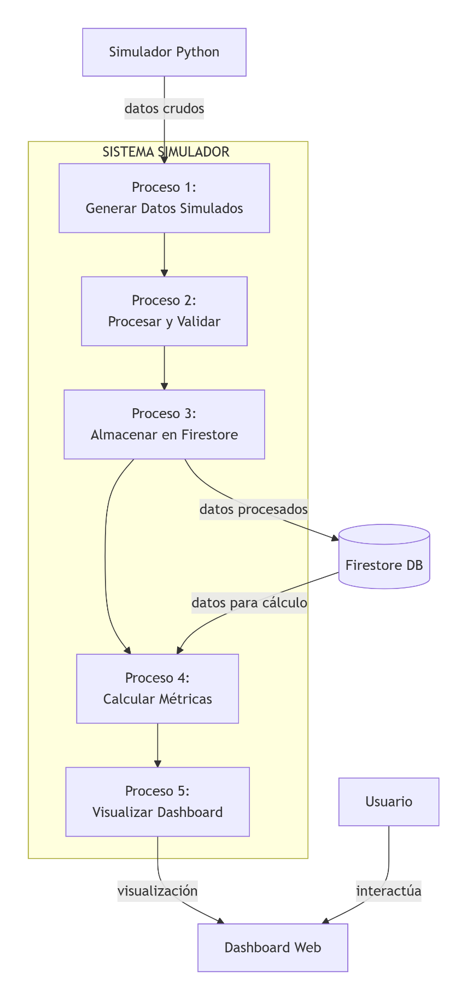 Simulador Python
datos crudos
SISTEMA SIMULADOR
Proceso 1:
Generar Datos Simulados
Proceso 2:
Procesar y Validar
Proceso 3:
Almacenar en Firestore
datos procesados
Firestore DB
datos para cálculo
Proceso 4:
Calcular Métricas
Proceso 5:
Visualizar Dashboard
Usuario
visualización
interactúa
Dashboard Web